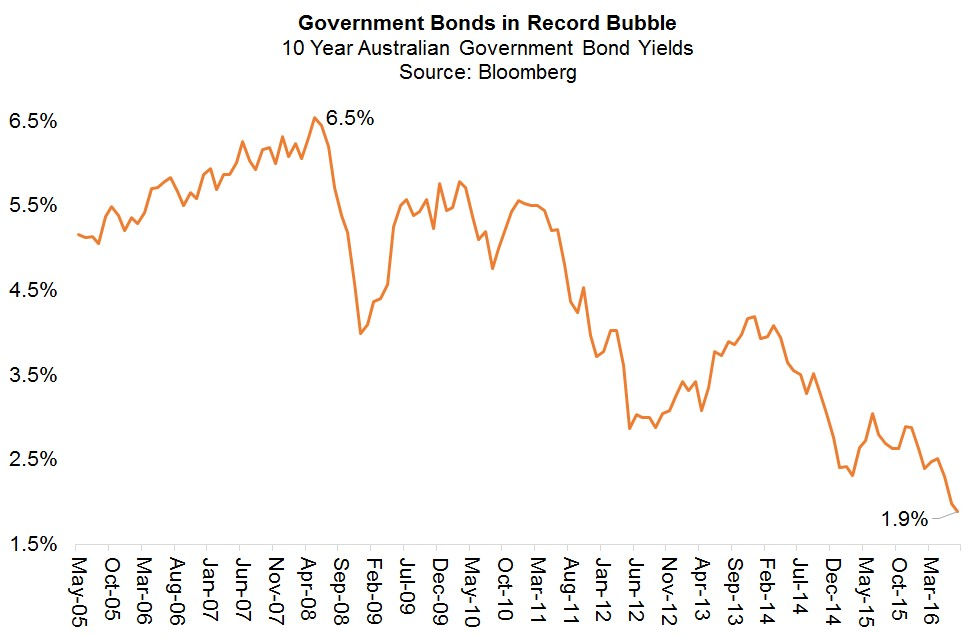 Government Bonds in Record Bubble
10 Year Australian Government Bond Yields
Source: Bloomberg
6.5%
6.5%
5.5%
4.5%
3.5%
2.5%
1.9%
1.5%
May-05
Oct-05
Mar-06
Aug-06
Jan-07
Jun-07
Nov-07
Apr-08
Sep-08
Feb-09
Jul-09
Dec-09
May-10
Oct-10
Mar-11
Aug-11
Jan-12
Jun-12
Nov-12
Apr-13
Sep-13
Feb-14
Jul-14
Dec-14
May-15
Oct-15
Mar-16